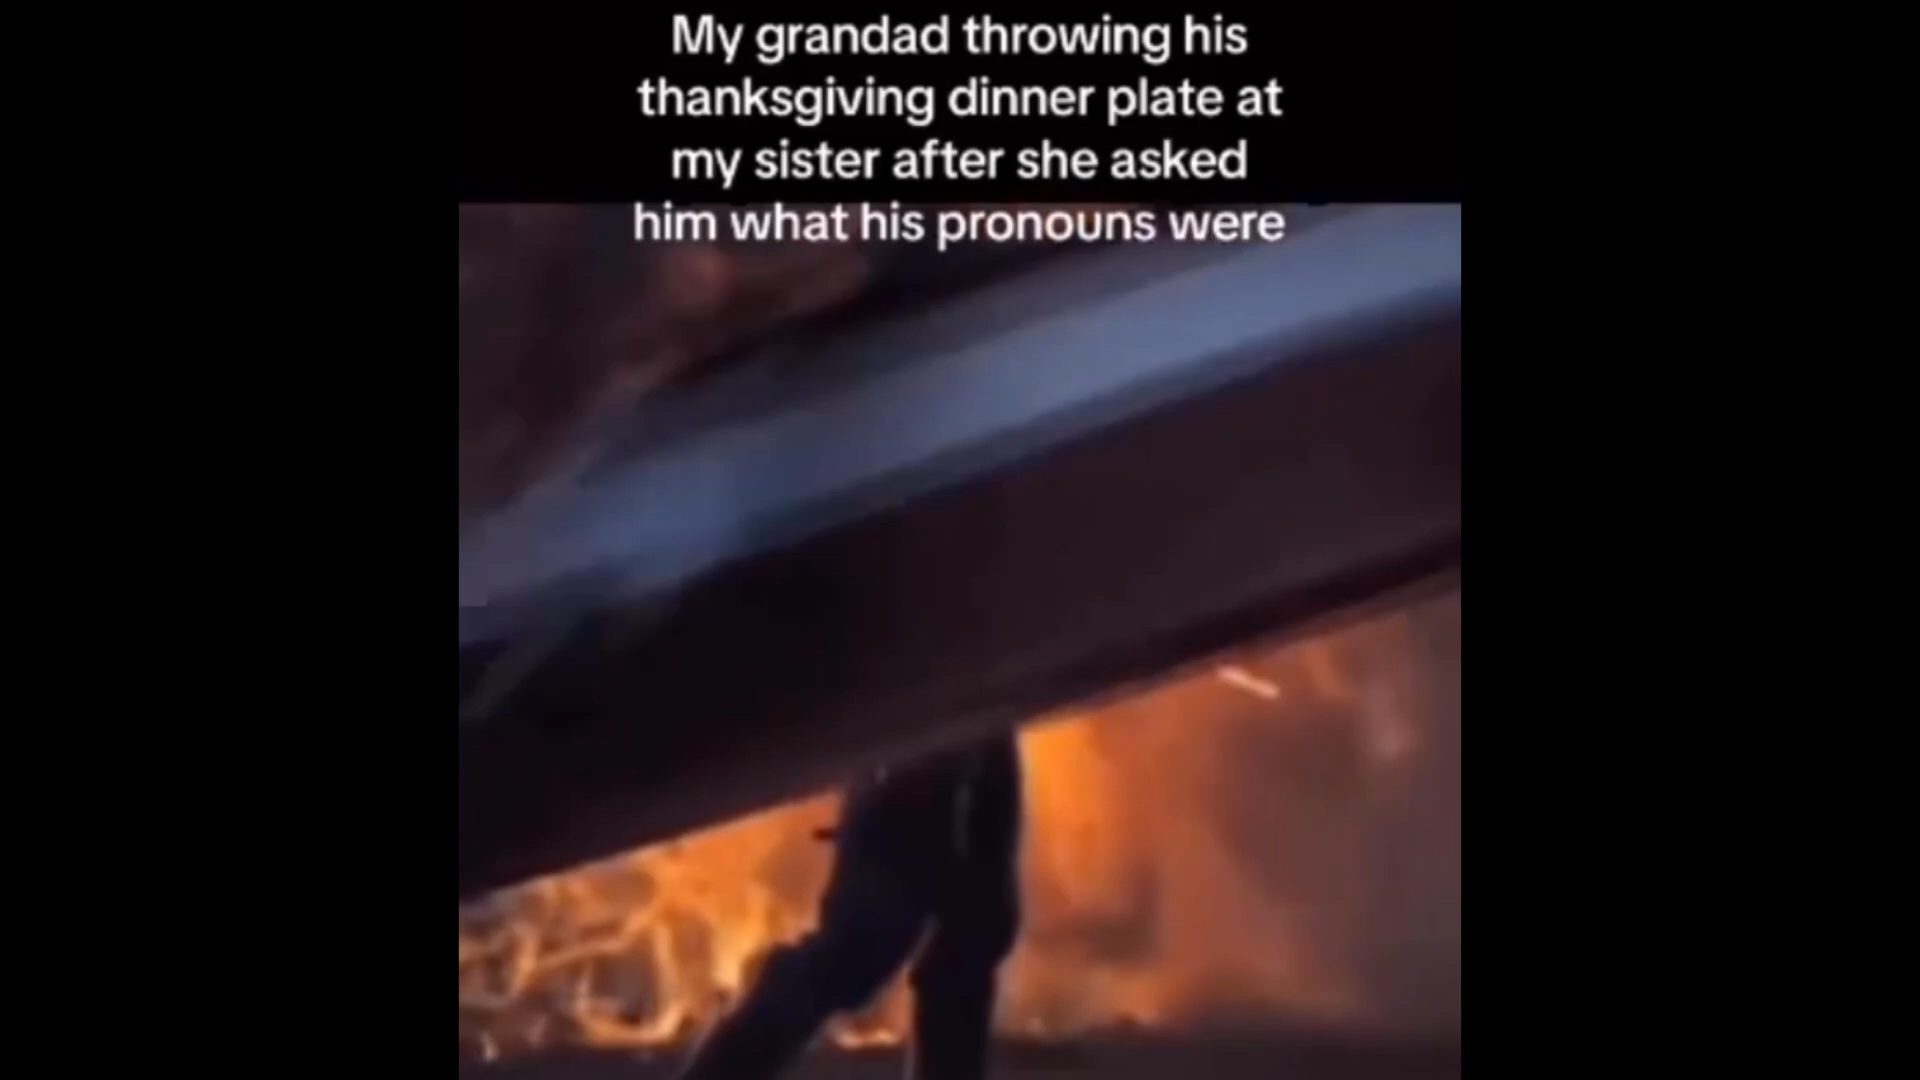 My grandad throwing his
thanksgiving dinner plate at
my sister after she asked
him what his pronouns were